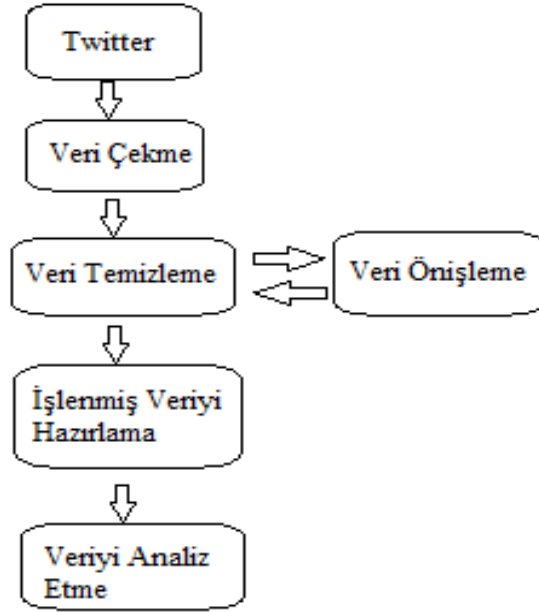 Twitter
Veri Çekme
Veri Temizleme
Veri Önişleme
İşlenmiş Veriyi
Hazırlama
Veriyi Analiz
Etme